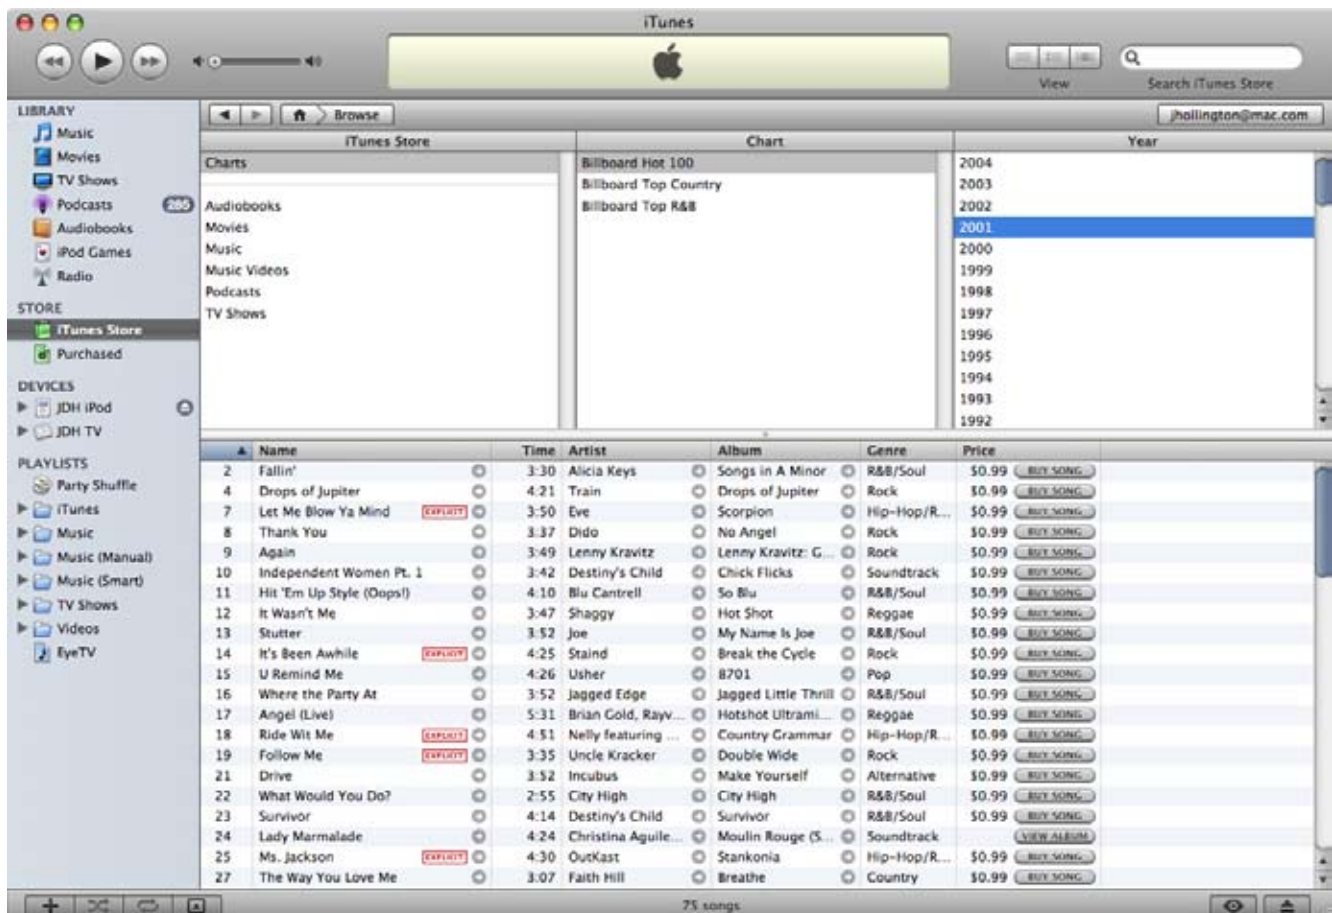 iTunes
View
Search iTunes Store
LIBRARY
Music
Movies
TV Shows
Podcasts 285
Audiobooks
iPod Games
Radio
STORE
iTunes Store
Purchased
DEVICES
JDH iPod
JDH TV
PLAYLISTS
Party Shuffle
iTunes
Music
Music (Manual)
Music (Smart)
TV Shows
Videos
EyeTV
Browse
jhollington@mac.com
iTunes Store
Charts
Audiobooks
Movies
Music
Music Videos
Podcasts
TV Shows
Chart
Billboard Hot 100
Billboard Top Country
Billboard Top R&B
Year
2004
2003
2002
2001
2000
1999
1998
1997
1996
1995
1994
1993
1992
Name Time Artist Album Genre Price
2 Fallin' 3:30 Alicia Keys Songs in A Minor R&B/Soul $0.99 BUY SONG
4 Drops of Jupiter 4:21 Train Drops of Jupiter Rock $0.99 BUY SONG
7 Let Me Blow Ya Mind EXPLICIT 3:50 Eve Scorpion Hip-Hop/R... $0.99 BUY SONG
8 Thank You 3:37 Dido No Angel Rock $0.99 BUY SONG
9 Again 3:49 Lenny Kravitz Lenny Kravitz: G... Rock $0.99 BUY SONG
10 Independent Women Pt. 1 3:42 Destiny's Child Chick Flicks Soundtrack $0.99 BUY SONG
11 Hit 'Em Up Style (Oops!) 4:10 Blu Cantrell So Blu R&B/Soul $0.99 BUY SONG
12 It Wasn't Me 3:47 Shaggy Hot Shot Reggae $0.99 BUY SONG
13 Stutter 3:52 Joe My Name Is Joe R&B/Soul $0.99 BUY SONG
14 It's Been Awhile EXPLICIT 4:25 Staind Break the Cycle Rock $0.99 BUY SONG
15 U Remind Me 4:26 Usher 8701 Pop $0.99 BUY SONG
16 Where the Party At 3:52 Jagged Edge Jagged Little Thrill R&B/Soul $0.99 BUY SONG
17 Angel (Live) 5:31 Brian Gold, Rayv... Hotshot Ultrami... Reggae $0.99 BUY SONG
18 Ride Wit Me EXPLICIT 4:51 Nelly featuring ... Country Grammar Hip-Hop/R... $0.99 BUY SONG
19 Follow Me EXPLICIT 3:35 Uncle Kracker Double Wide Rock $0.99 BUY SONG
21 Drive 3:52 Incubus Make Yourself Alternative $0.99 BUY SONG
22 What Would You Do? 2:55 City High City High R&B/Soul $0.99 BUY SONG
23 Survivor 4:14 Destiny's Child Survivor R&B/Soul $0.99 BUY SONG
24 Lady Marmalade 4:24 Christina Aguile... Moulin Rouge (S... Soundtrack VIEW ALBUM
25 Ms. Jackson EXPLICIT 4:30 OutKast Stankonia Hip-Hop/R... $0.99 BUY SONG
27 The Way You Love Me 3:07 Faith Hill Breathe Country $0.99 BUY SONG
75 songs